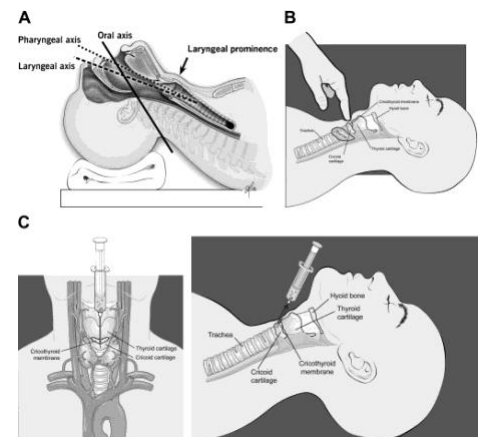 A
Oral axis
Pharyngeal axis
Laryngeal axis
Laryngeal prominence
B
Cricothyroid membrane
Hyoid bone
Trachea
Thyroid cartilage
Cricoid
cartilage
C
Cricothyroid
membrane
Thyroid cartilage
Cricoid cartilage
Hyoid bone
Thyroid
cartilage
Trachea
Cricoid
cartilage
Cricothyroid
membrane